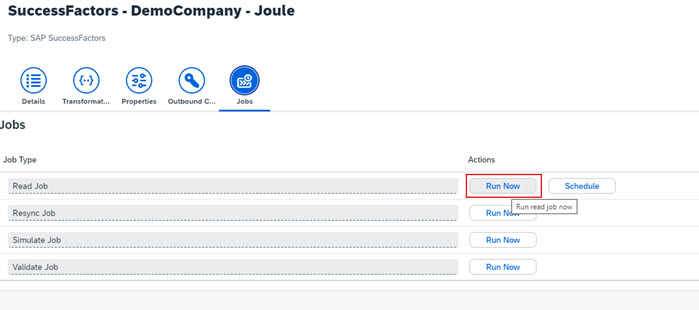 SuccessFactors - DemoCompany - Joule
Type: SAP SuccessFactors
Details Transformat... Properties Outbound C... Jobs
Jobs
Job Type Actions
Read Job Run Now Schedule
Run read job now
Resync Job Run Now
Simulate Job Run Now
Validate Job Run Now